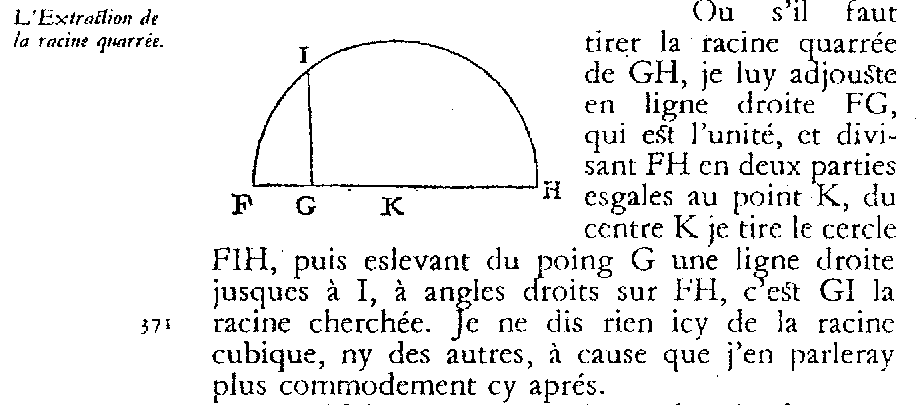 L'Extraction de
la racine quarrée.
Ou s'il faut
tirer la racine quarrée
de GH, je luy adjouste
en ligne droite FG,
qui est l'unité, et divi-
sant FH en deux parties
esgales au point K, du
centre K je tire le cercle
FIH, puis eslevant du poing G une ligne droite
jusques à I, à angles droits sur FH, c'est GI la
371 racine cherchée. Je ne dis rien icy de la racine
cubique, ny des autres, à cause que j'en parleray
plus commodement cy aprés.
I
F G K H